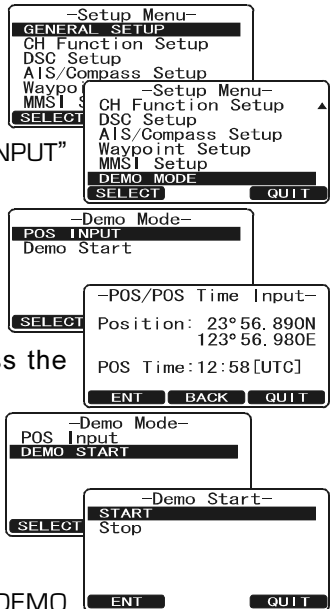 -Setup Menu-
GENERAL SETUP
CH Function Setup
DSC Setup
AIS/Compass Setup
MMSI
SELECT
-Setup Menu-
CH Function Setup
DSC Setup
AIS/Compass Setup
Waypoint Setup
MMSI Setup
DEMO MODE
SELECT QUIT
NPUT”
-Demo Mode-
POS INPUT
Demo Start
SELECT
-POS/POS Time Input-
Position: 23°56.890N
123°56.980E
POS Time:12:58[UTC]
ENT BACK QUIT
s the
-Demo Mode-
POS Input
DEMO START
SELECT
-Demo Start-
START
Stop
ENT QUIT
DEMO